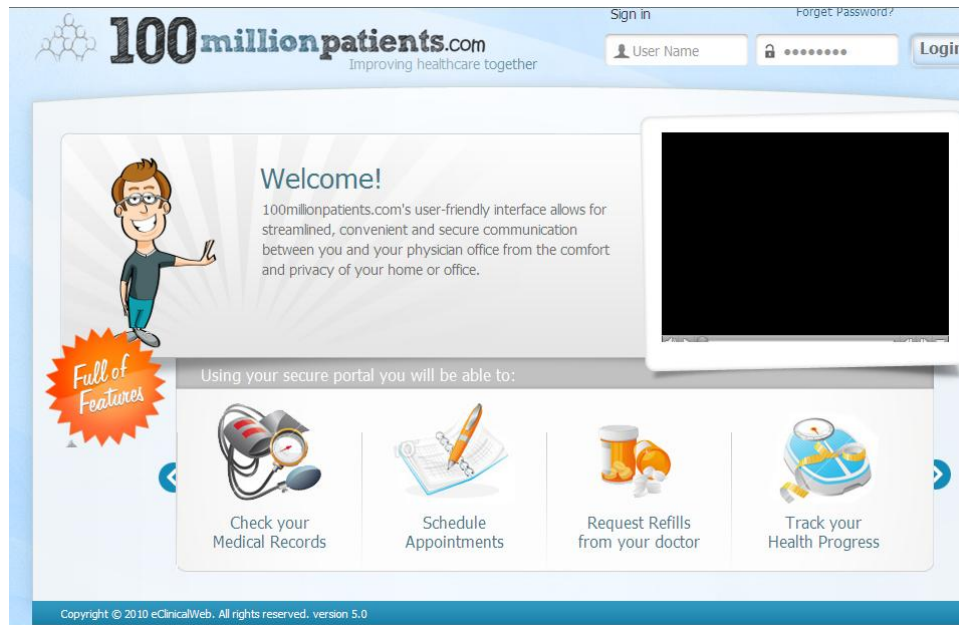 Sign in
Forget Password?
100millionpatients.com
Improving healthcare together
User Name
Login
Welcome!
100millionpatients.com's user-friendly interface allows for
streamlined, convenient and secure communication
between you and your physician office from the comfort
and privacy of your home or office.
Full of
Features
Using your secure portal you will be able to:
Check your
Medical Records
Schedule
Appointments
Request Refills
from your doctor
Track your
Health Progress
Copyright © 2010 eClinicalWeb. All rights reserved. version 5.0